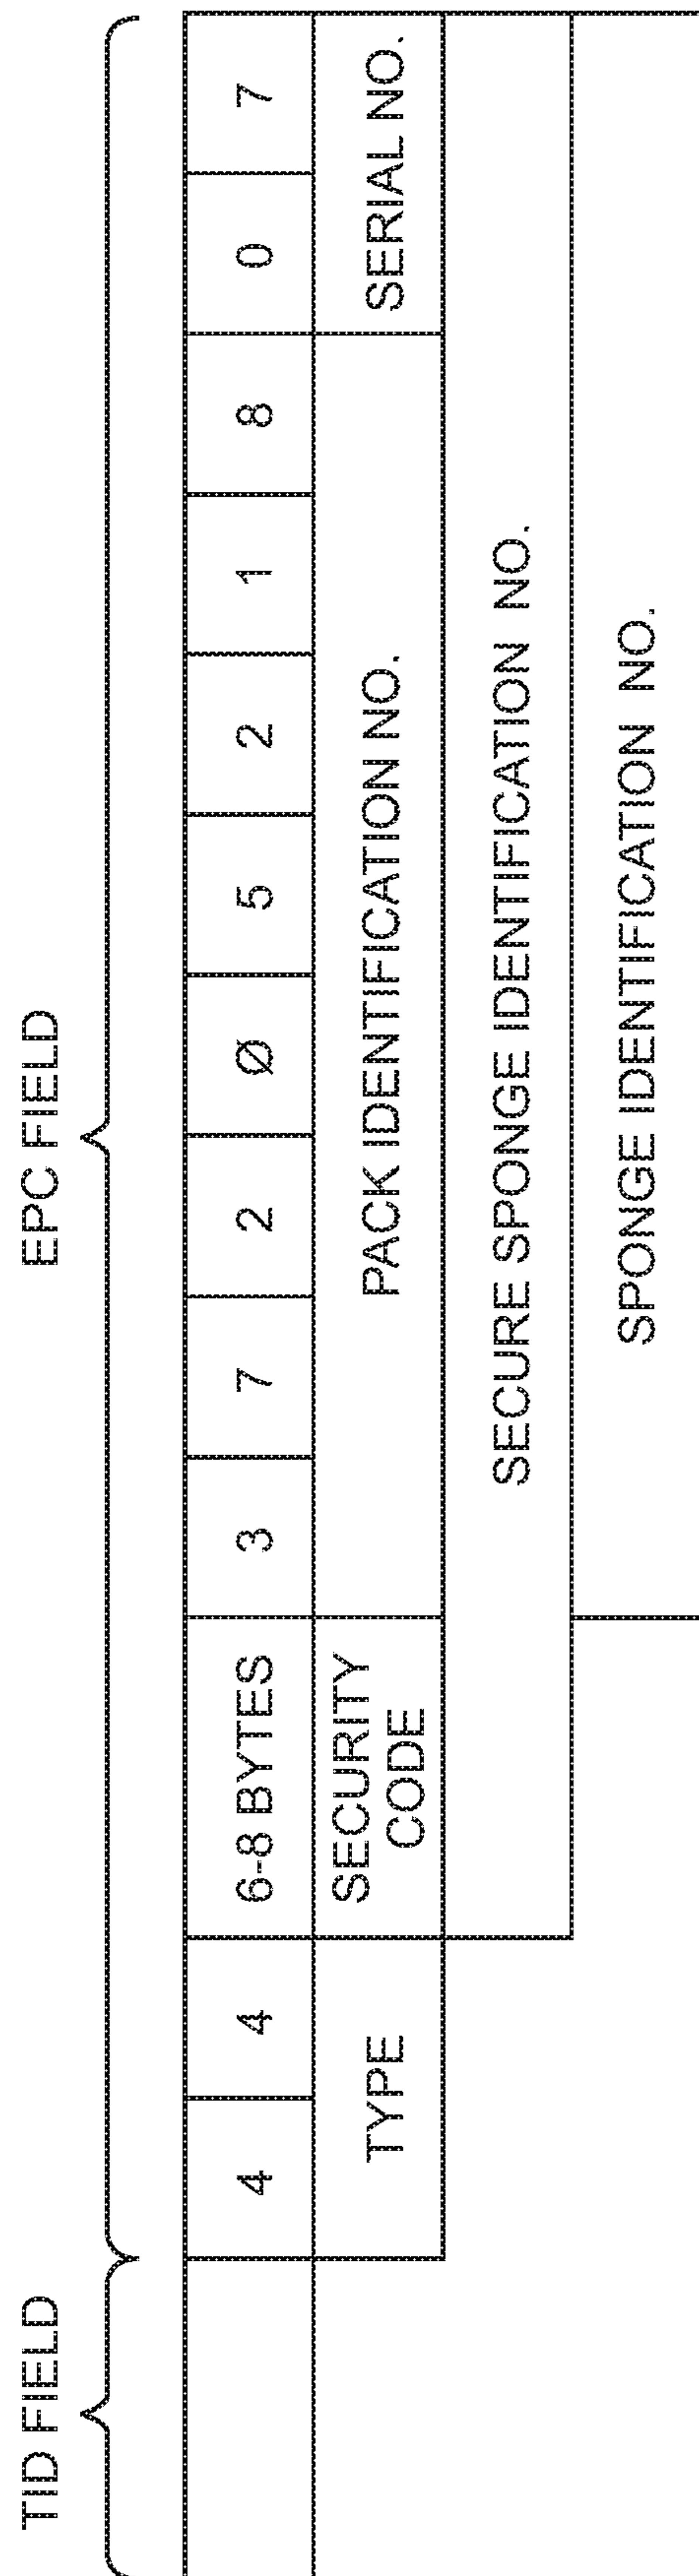 TID FIELD EPC FIELD
4 4 6-8 BYTES 3 7 2 Ø 5 2 1 8 0 7
TYPE SECURITY CODE PACK IDENTIFICATION NO. SERIAL NO.
SECURE SPONGE IDENTIFICATION NO.
SPONGE IDENTIFICATION NO.